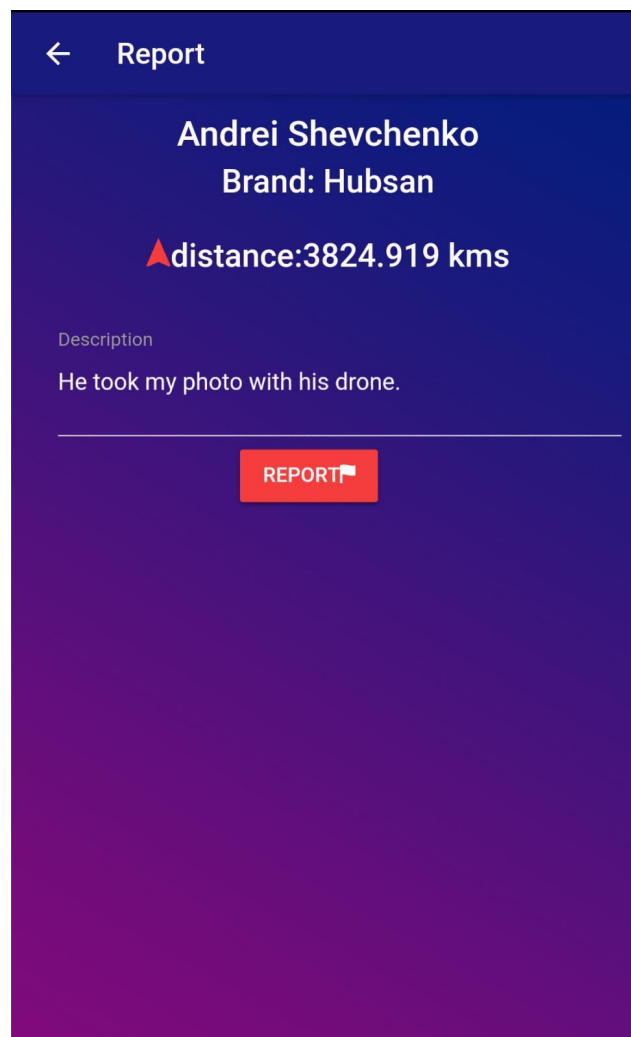 Report
Andrei Shevchenko
Brand: Hubsan
distance:3824.919 kms
Description
He took my photo with his drone.
REPORT